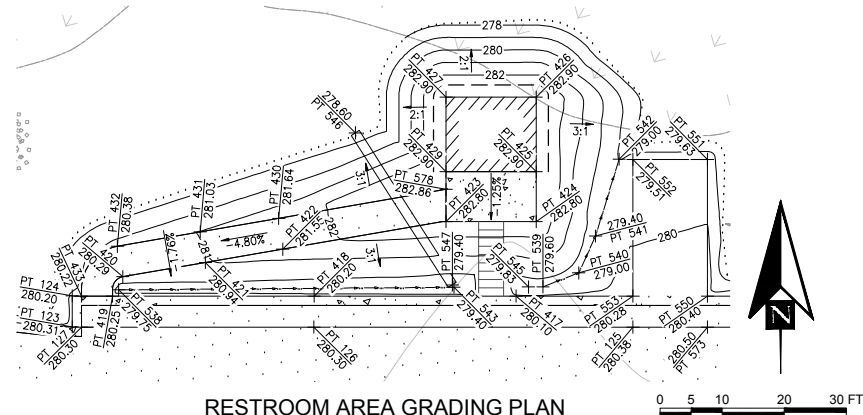 278
280
2:1
282
PT 427
282.90
PT 426
282.90
278.60
PT 546
2:1
3:1
PT 542
279.00
PT 551
279.63
PT 429
282.90
PT 425
282.90
PT 552
279.51
PT 432
280.38
PT 431
281.03
PT 430
281.64
3:1
PT 578
282.86
PT 423
282.80
1.25%
PT 424
282.80
PT 422
281.55
282
-4.80%
1.76%
281
3:1
279.40
PT 541
280
PT 433
280.22
PT 420
280.29
PT 421
280.94
PT 418
280.20
PT 547
279.40
PT 545
279.83
PT 539
279.60
PT 540
279.00
PT 124
280.20
PT 123
280.31
PT 127
280.30
PT 419
280.25
PT 538
279.75
PT 126
280.30
PT 543
279.40
PT 417
280.10
PT 553
280.28
PT 125
280.38
PT 550
280.40
280.50
PT 573
N
RESTROOM AREA GRADING PLAN
0 5 10 20 30 FT